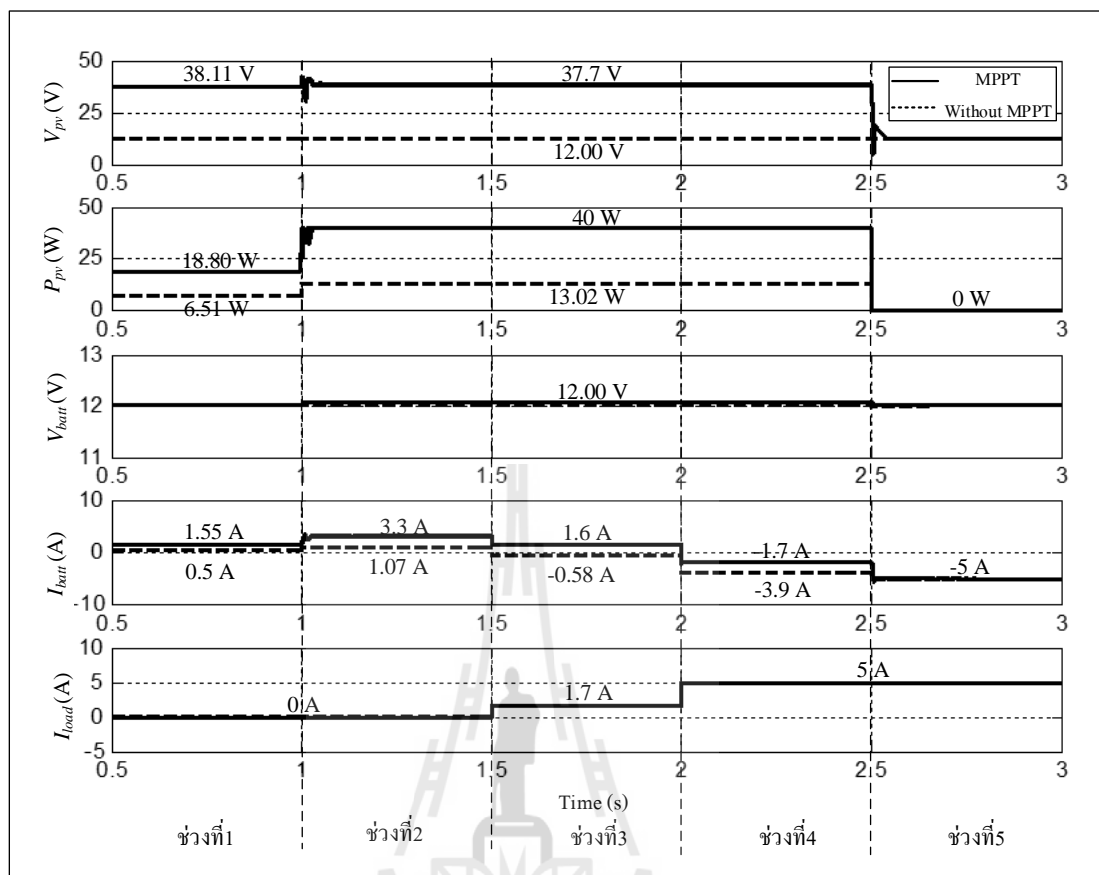 50
38.11 V
37.7 V
MPPT
Without MPPT
V_pv (V)
25
12.00 V
0
0.5
1
1.5
2
2.5
3
50
40 W
P_pv (W)
25
18.80 W
13.02 W
6.51 W
0 W
0
0.5
1
1.5
2
2.5
3
13
12.00 V
V_batt (V)
12
11
0.5
1
1.5
2
2.5
3
10
1.55 A
3.3 A
1.6 A
-1.7 A
-5 A
I_batt (A)
0
0.5 A
1.07 A
-0.58 A
-3.9 A
-10
0.5
1
1.5
2
2.5
3
10
5 A
I_load (A)
5
1.7 A
0 A
0
-5
0.5
1
1.5
2
2.5
3
Time (s)
ช่วงที่1
ช่วงที่2
ช่วงที่3
ช่วงที่4
ช่วงที่5